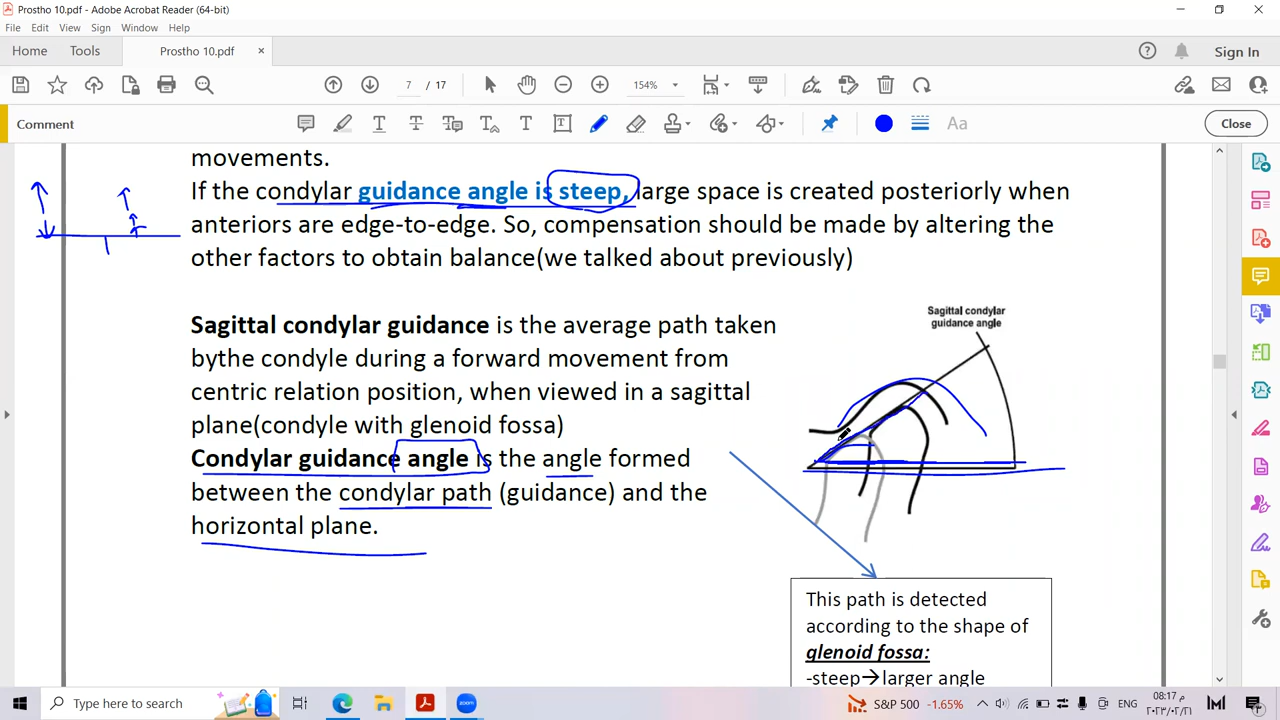 Prostho 10.pdf - Adobe Acrobat Reader (64-bit)
File Edit View Sign Window Help
Home Tools Prostho 10.pdf × Sign In
7 / 17 154%
Comment Aa Close
movements.
If the condylar guidance angle is steep, large space is created posteriorly when
anteriors are edge-to-edge. So, compensation should be made by altering the
other factors to obtain balance(we talked about previously)
Sagittal condylar guidance is the average path taken
bythe condyle during a forward movement from
centric relation position, when viewed in a sagittal
plane(condyle with glenoid fossa)
Condylar guidance angle is the angle formed
between the condylar path (guidance) and the
horizontal plane.
Sagittal condylar
guidance angle
This path is detected
according to the shape of
glenoid fossa:
-steep→larger angle
Type here to search
S&P 500 -1.65%
08:17 م
٢٠٢٣/٠٢/٢١